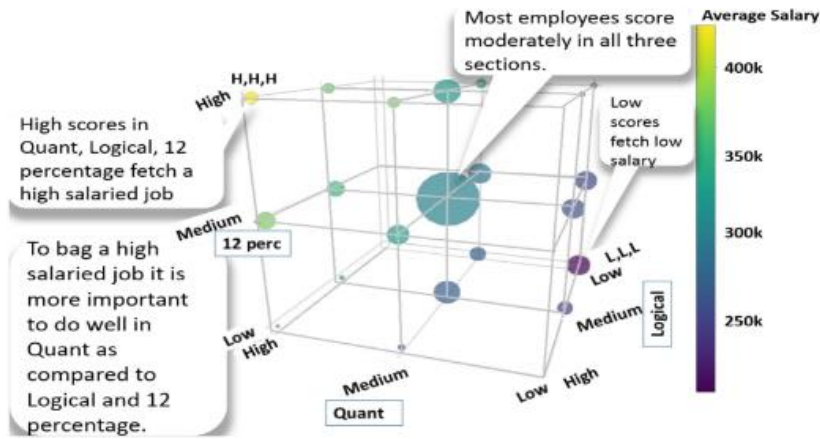 Most employees score
moderately in all three
sections.
Average Salary
400k
350k
300k
250k
H,H,H
High
High scores in
Quant, Logical, 12
percentage fetch a
high salaried job
Low
scores
fetch low
salary
Medium
12 perc
To bag a high
salaried job it is
more important
to do well in
Quant as
compared to
Logical and 12
percentage.
L,L,L
Low
Medium
Logical
Low
High
Medium
Low
High
Quant